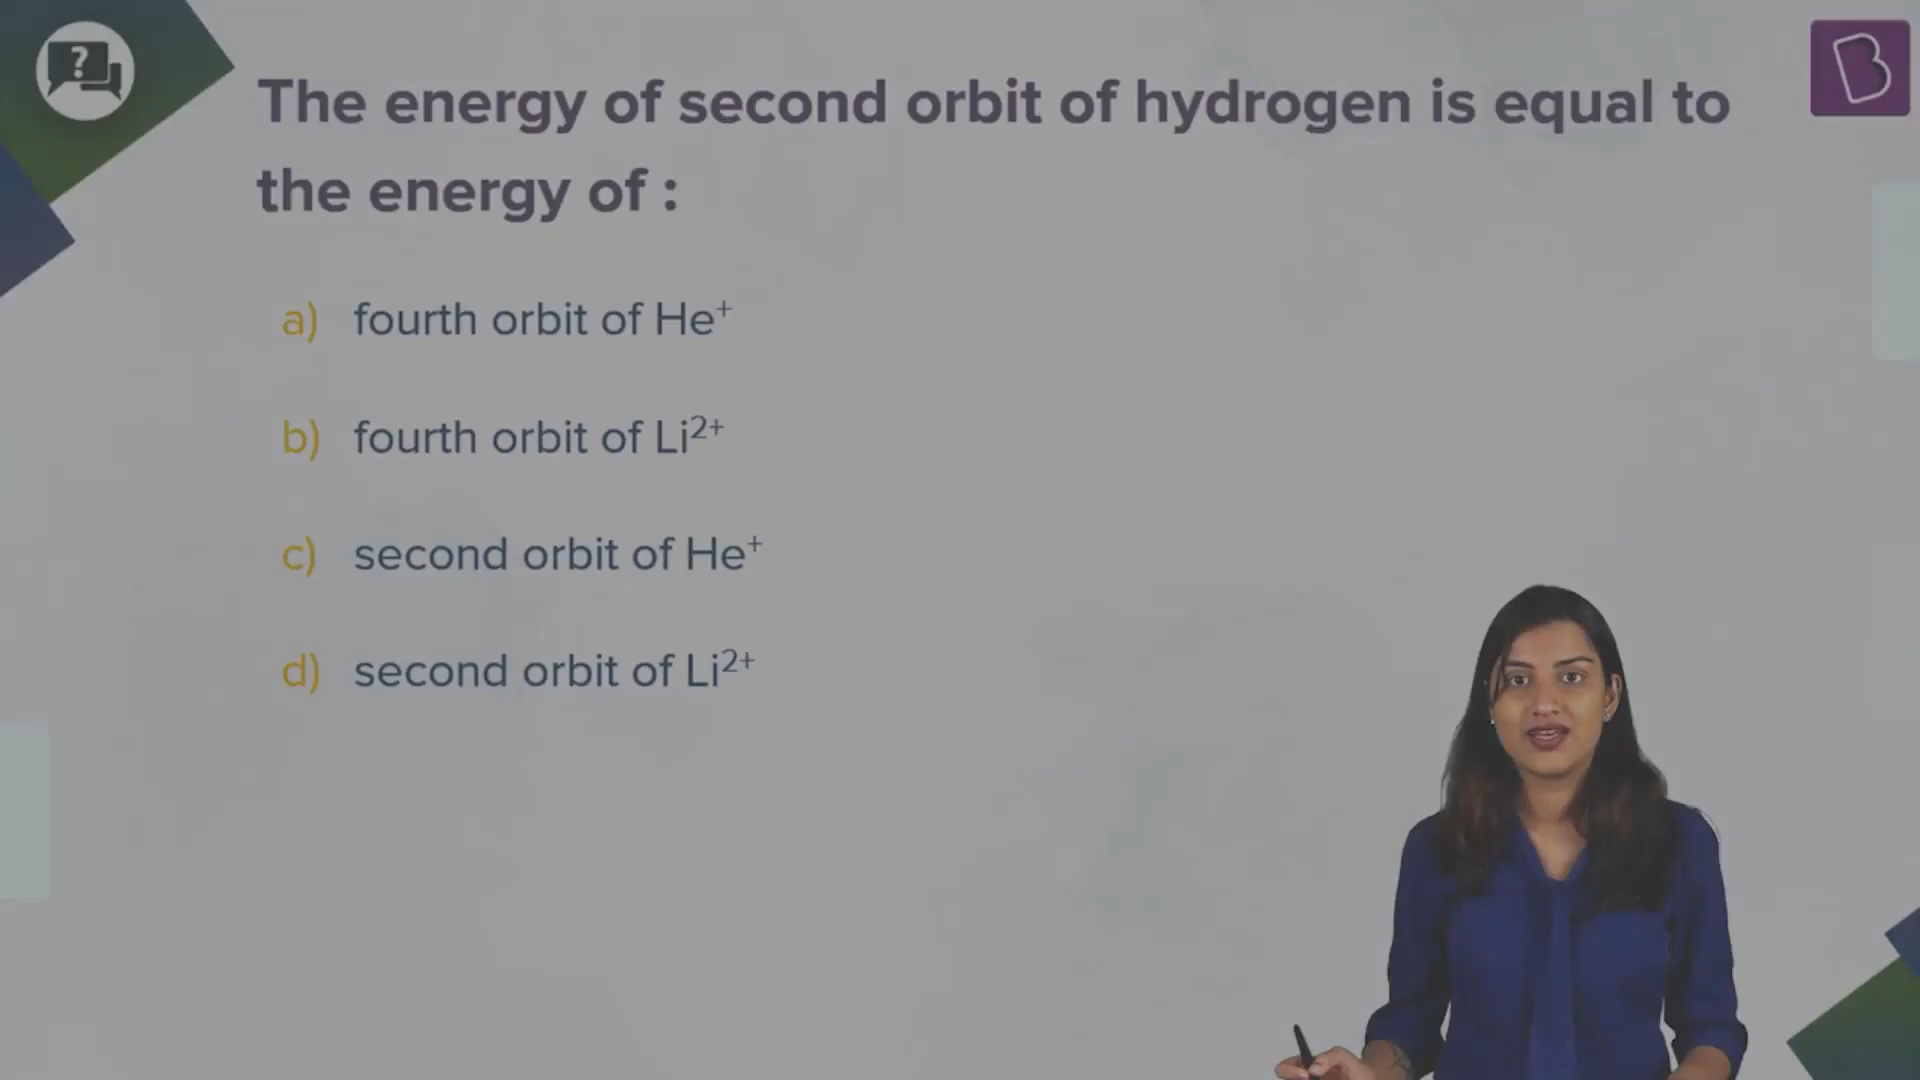 ?
B
The energy of second orbit of hydrogen is equal to
the energy of :
a) fourth orbit of He⁺
b) fourth orbit of Li²⁺
c) second orbit of He⁺
d) second orbit of Li²⁺